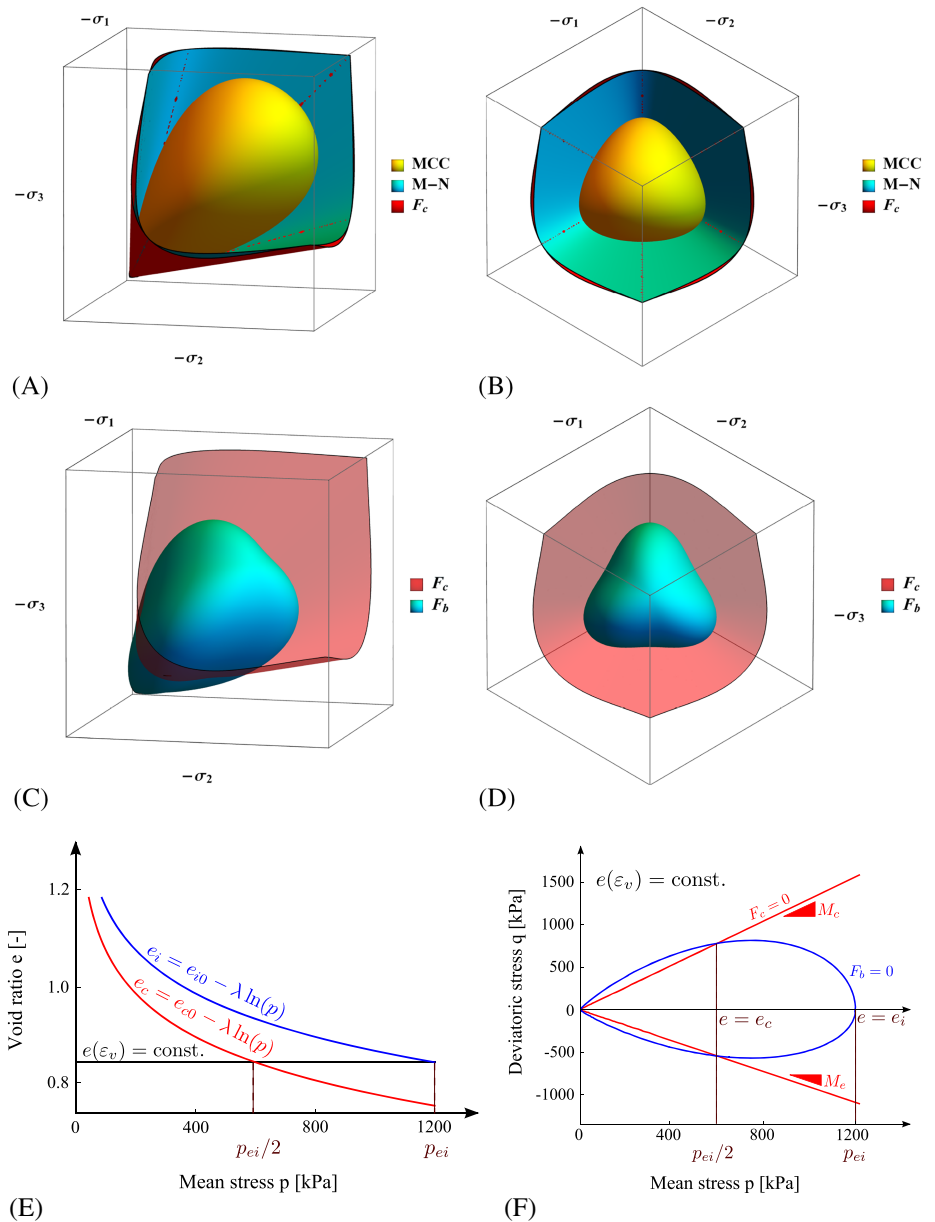 −σ1
−σ3
−σ2
MCC
M−N
Fc
(A)
−σ1
−σ2
−σ3
MCC
M−N
Fc
(B)
−σ1
−σ3
−σ2
Fc
Fb
(C)
−σ1
−σ2
−σ3
Fc
Fb
(D)
Void ratio e [-]
1.2
1.0
0.8
ei = ei0 − λ ln(p)
ec = ec0 − λ ln(p)
e(εv) = const.
0
400
800
1200
pei/2
pei
Mean stress p [kPa]
(E)
Deviatoric stress q [kPa]
1500
1000
500
0
-500
-1000
e(εv) = const.
Fc = 0
Mc
Fb = 0
e = ec
e = ei
Me
0
400
800
1200
pei/2
pei
Mean stress p [kPa]
(F)